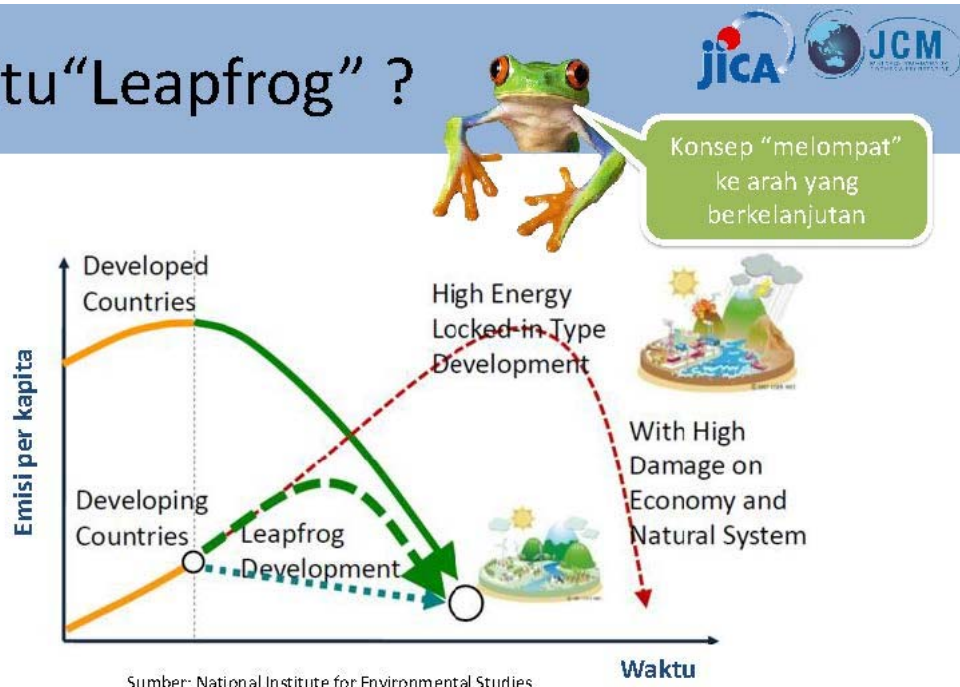 tu“Leapfrog” ?
jICA
JCM
Konsep “melompat”
ke arah yang
berkelanjutan
Developed
Countries
High Energy
Locked-in Type
Development
With High
Damage on
Economy and
Natural System
Developing
Countries
Leapfrog
Development
Emisi per kapita
Waktu
Sumber: National Institute for Environmental Studies